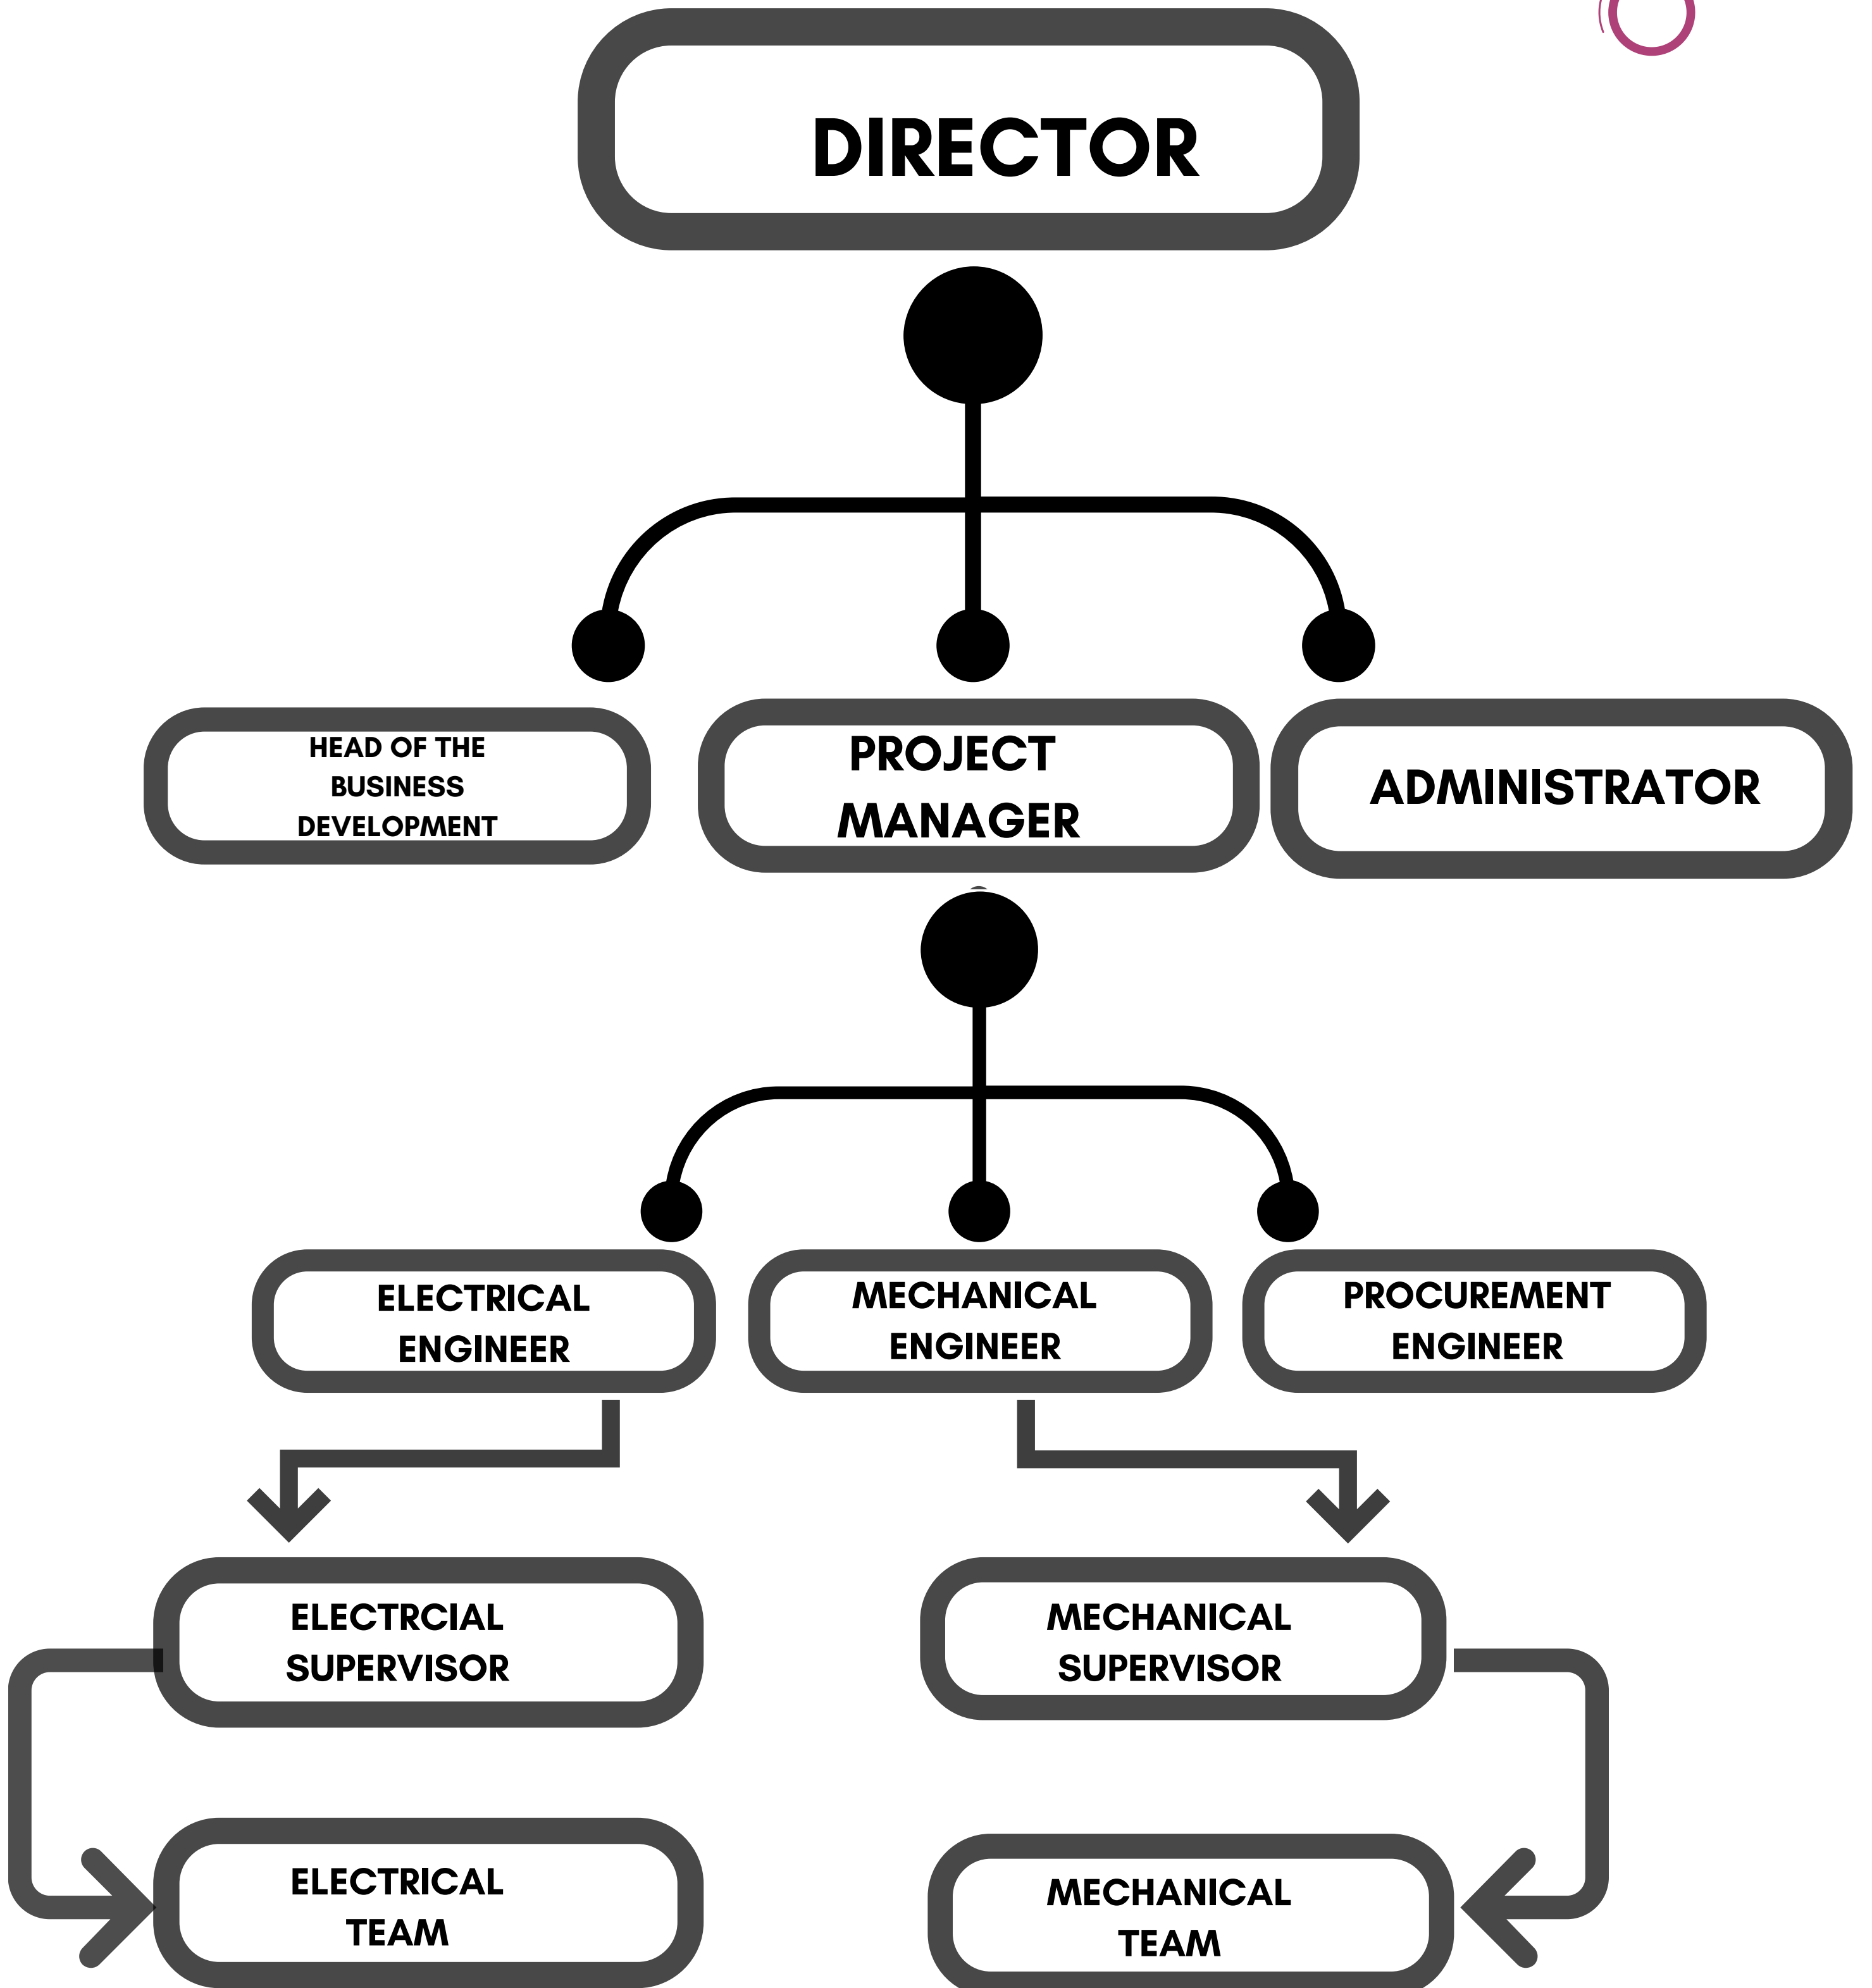 DIRECTOR
HEAD OF THE
BUSINESS
DEVELOPMENT
PROJECT
MANAGER
ADMINISTRATOR
ELECTRICAL
ENGINEER
MECHANICAL
ENGINEER
PROCUREMENT
ENGINEER
ELECTRCIAL
SUPERVISOR
MECHANICAL
SUPERVISOR
ELECTRICAL
TEAM
MECHANICAL
TEAM